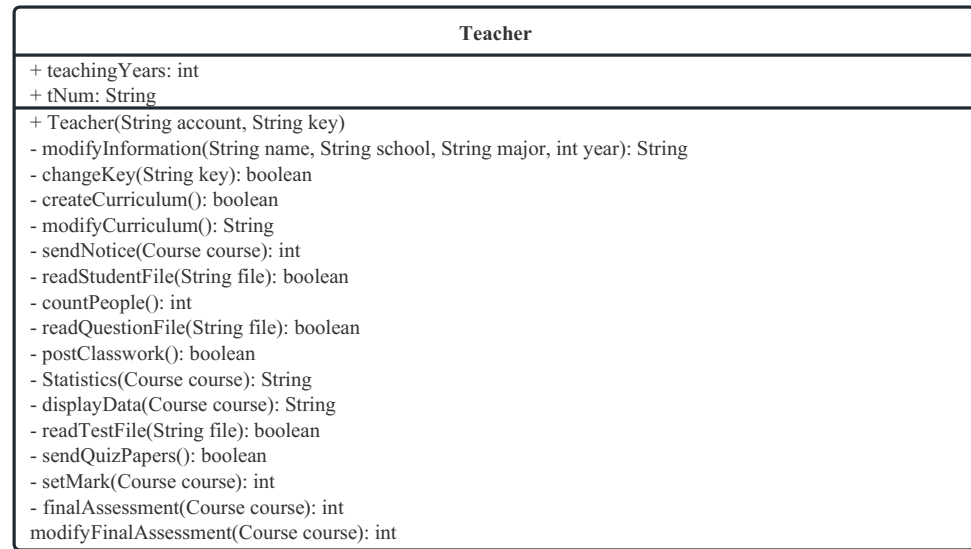 Teacher
+ teachingYears: int
+ tNum: String
+ Teacher(String account, String key)
- modifyInformation(String name, String school, String major, int year): String
- changeKey(String key): boolean
- createCurriculum(): boolean
- modifyCurriculum(): String
- sendNotice(Course course): int
- readStudentFile(String file): boolean
- countPeople(): int
- readQuestionFile(String file): boolean
- postClasswork(): boolean
- Statistics(Course course): String
- displayData(Course course): String
- readTestFile(String file): boolean
- sendQuizPapers(): boolean
- setMark(Course course): int
- finalAssessment(Course course): int
modifyFinalAssessment(Course course): int